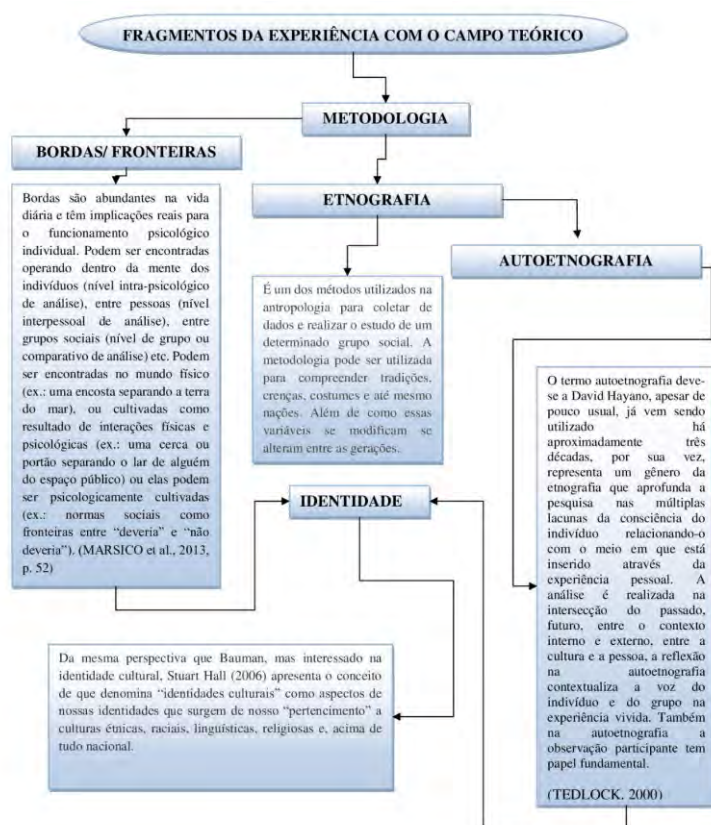 FRAGMENTOS DA EXPERIÊNCIA COM O CAMPO TEÓRICO
METODOLOGIA
BORDAS/ FRONTEIRAS
Bordas são abundantes na vida
diária e têm implicações reais para
o funcionamento psicológico
individual. Podem ser encontradas
operando dentro da mente dos
indivíduos (nível intra-psicológico
de análise), entre pessoas (nível
interpessoal de análise), entre
grupos sociais (nível de grupo ou
comparativo de análise) etc. Podem
ser encontradas no mundo físico
(ex.: uma encosta separando a terra
do mar), ou cultivadas como
resultado de interações físicas e
psicológicas (ex.: uma cerca ou
portão separando o lar de alguém
do espaço público) ou elas podem
ser psicologicamente cultivadas
(ex.: normas sociais como
fronteiras entre “deveria” e “não
deveria”). (MARSICO et al., 2013,
p. 52)
ETNOGRAFIA
É um dos métodos utilizados na
antropologia para coletar de
dados e realizar o estudo de um
determinado grupo social. A
metodologia pode ser utilizada
para compreender tradições,
crenças, costumes e até mesmo
nações. Além de como essas
variáveis se modificam se
alteram entre as gerações.
AUTOETNOGRAFIA
O termo autoetnografia deve-
se a David Hayano, apesar de
pouco usual, já vem sendo
utilizado há
aproximadamente três
décadas, por sua vez,
representa um gênero da
etnografia que aprofunda a
pesquisa nas múltiplas
lacunas da consciência do
indivíduo relacionando-o
com o meio em que está
inserido através da
experiência pessoal. A
análise é realizada na
intersecção do passado,
futuro, entre o contexto
interno e externo, entre a
cultura e a pessoa, a reflexão
na autoetnografia
contextualiza a voz do
indivíduo e do grupo na
experiência vivida. Também
na autoetnografia a
observação participante tem
papel fundamental.
(TEDLOCK, 2000)
IDENTIDADE
Da mesma perspectiva que Bauman, mas interessado na
identidade cultural, Stuart Hall (2006) apresenta o conceito
de que denomina “identidades culturais” como aspectos de
nossas identidades que surgem de nosso “pertencimento” a
culturas étnicas, raciais, linguísticas, religiosas e, acima de
tudo nacional.